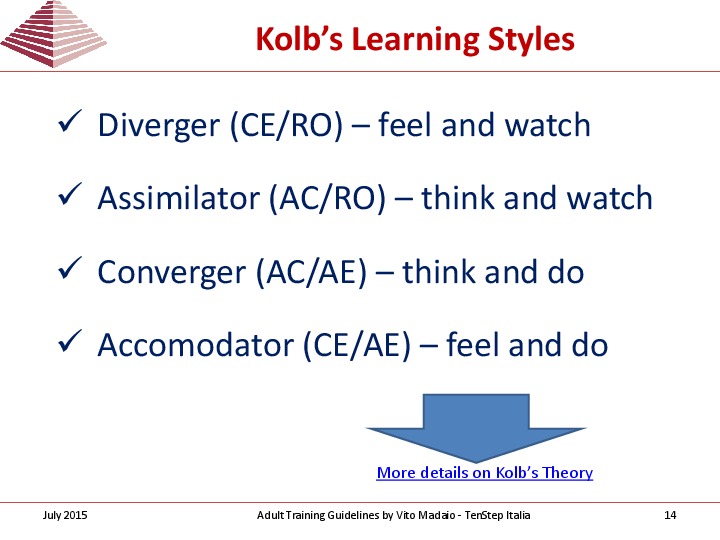 Kolb’s Learning Styles
✓ Diverger (CE/RO) – feel and watch
✓ Assimilator (AC/RO) – think and watch
✓ Converger (AC/AE) – think and do
✓ Accomodator (CE/AE) – feel and do
More details on Kolb’s Theory
July 2015 Adult Training Guidelines by Vito Madaio - TenStep Italia 14